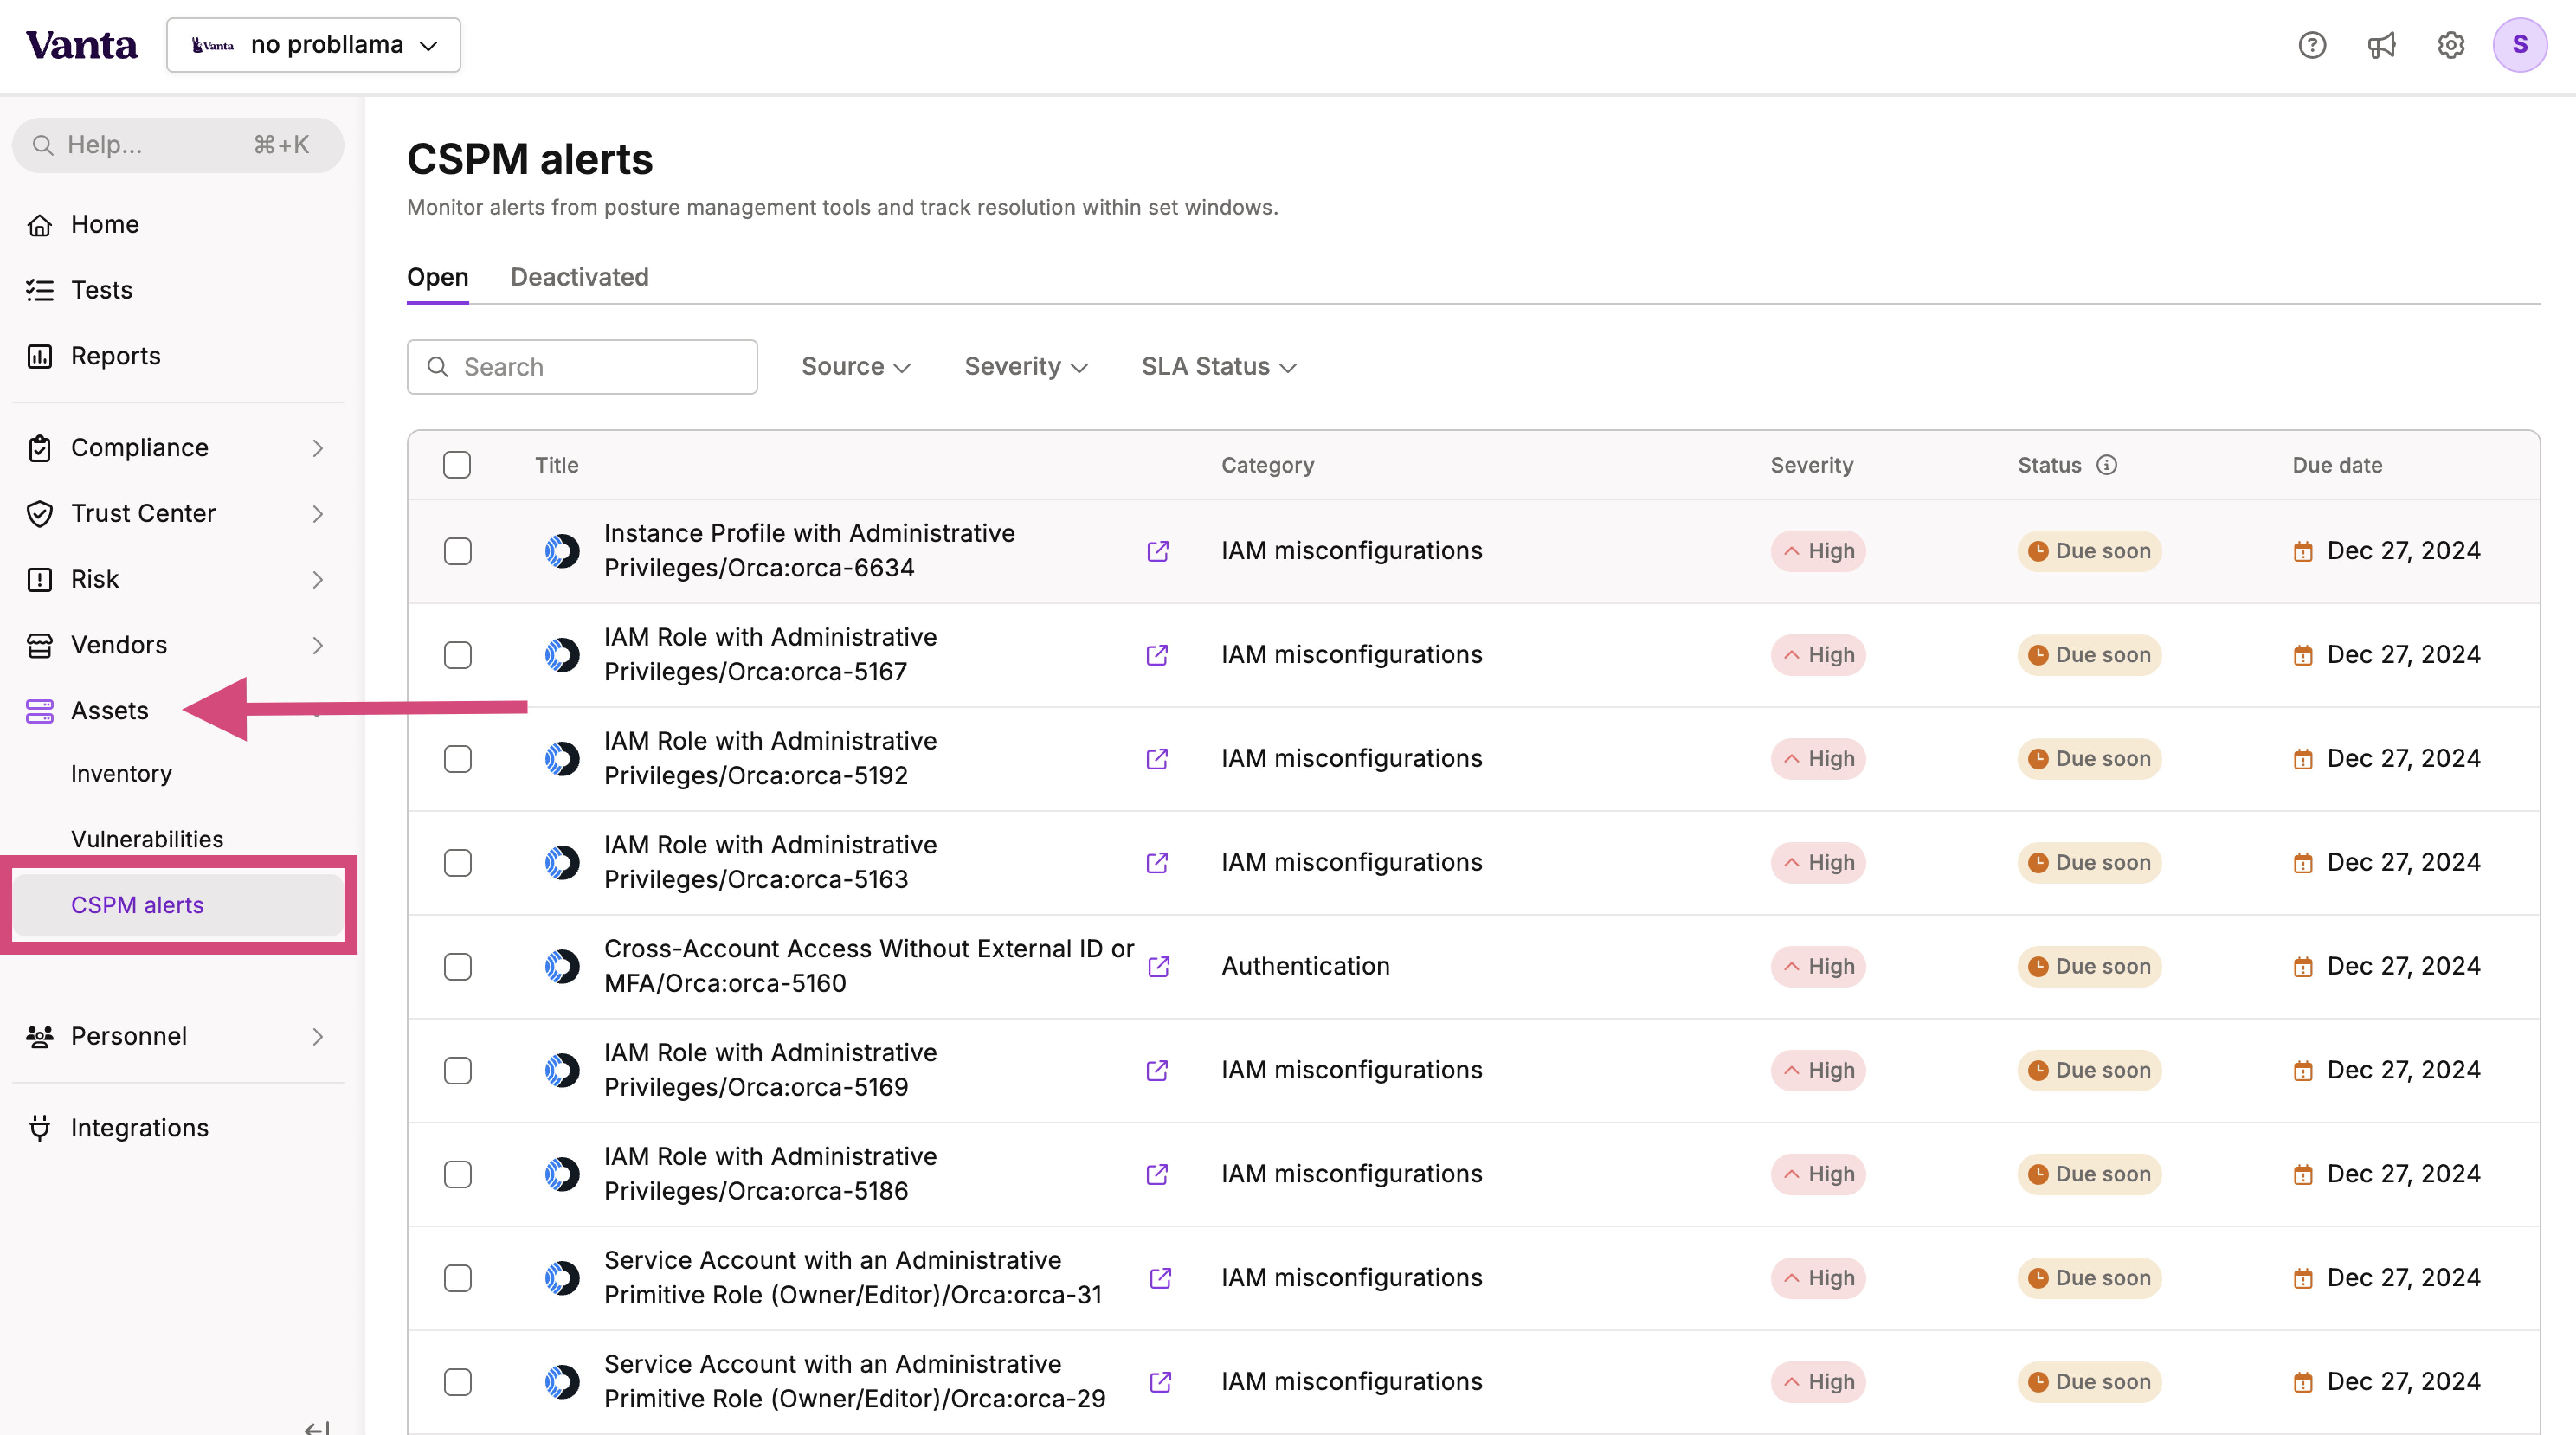 Vanta
Vanta no probllama
S
Help... ⌘+K
Home
Tests
Reports
Compliance
Trust Center
Risk
Vendors
Assets
Inventory
Vulnerabilities
CSPM alerts
Personnel
Integrations
CSPM alerts
Monitor alerts from posture management tools and track resolution within set windows.
Open Deactivated
Search Source Severity SLA Status
Title Category Severity Status Due date
Instance Profile with Administrative
Privileges/Orca:orca-6634
IAM misconfigurations High Due soon Dec 27, 2024
IAM Role with Administrative
Privileges/Orca:orca-5167
IAM misconfigurations High Due soon Dec 27, 2024
IAM Role with Administrative
Privileges/Orca:orca-5192
IAM misconfigurations High Due soon Dec 27, 2024
IAM Role with Administrative
Privileges/Orca:orca-5163
IAM misconfigurations High Due soon Dec 27, 2024
Cross-Account Access Without External ID or
MFA/Orca:orca-5160
Authentication High Due soon Dec 27, 2024
IAM Role with Administrative
Privileges/Orca:orca-5169
IAM misconfigurations High Due soon Dec 27, 2024
IAM Role with Administrative
Privileges/Orca:orca-5186
IAM misconfigurations High Due soon Dec 27, 2024
Service Account with an Administrative
Primitive Role (Owner/Editor)/Orca:orca-31
IAM misconfigurations High Due soon Dec 27, 2024
Service Account with an Administrative
Primitive Role (Owner/Editor)/Orca:orca-29
IAM misconfigurations High Due soon Dec 27, 2024